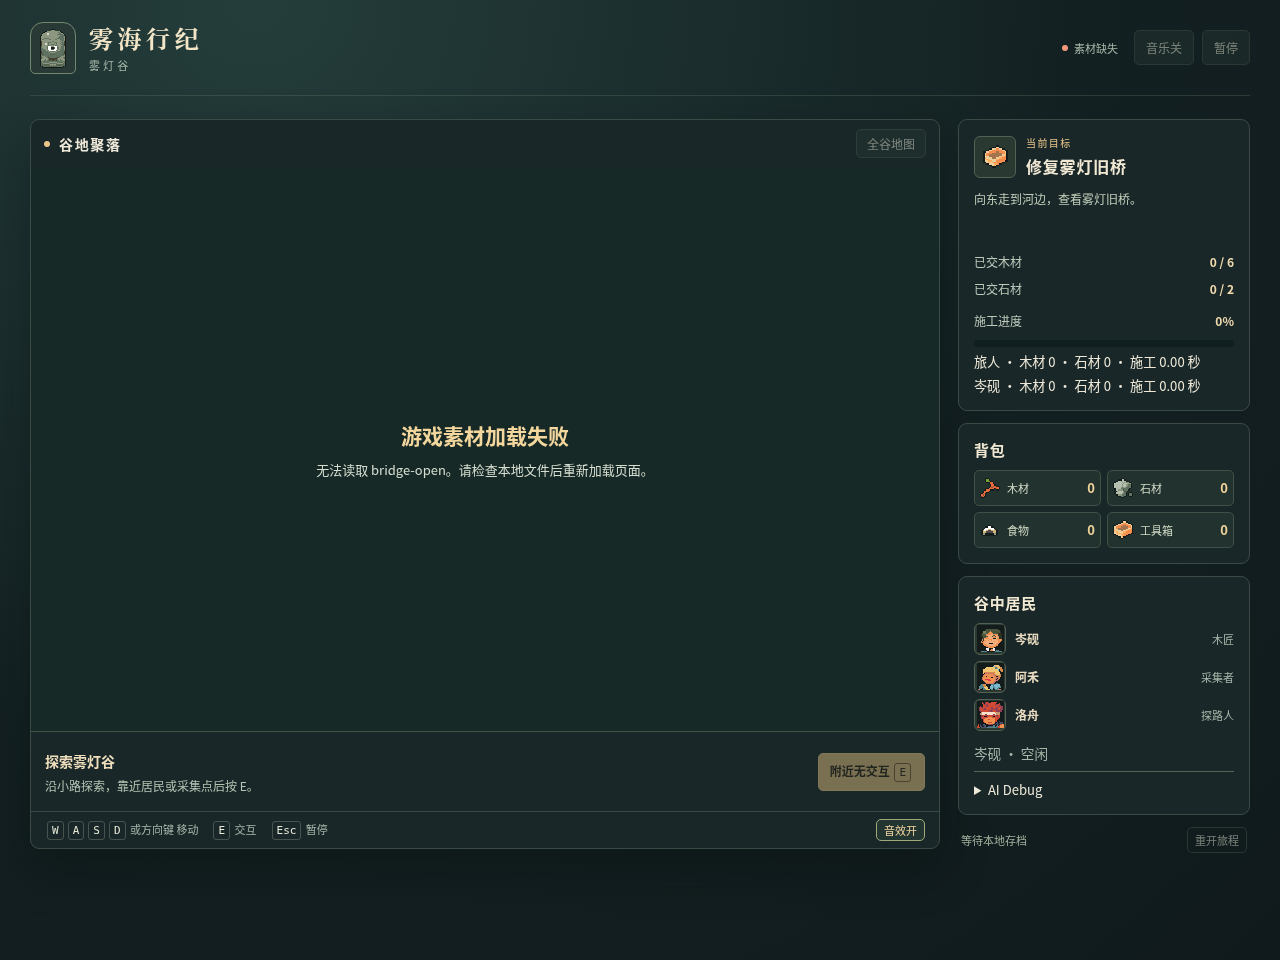 雾海行纪
雾灯谷
素材缺失
音乐关
暂停
谷地聚落
全谷地图
游戏素材加载失败
无法读取 bridge-open。请检查本地文件后重新加载页面。
探索雾灯谷
沿小路探索，靠近居民或采集点后按 E。
附近无交互 E
W A S D 或方向键 移动 E 交互 Esc 暂停
音效开
当前目标
修复雾灯旧桥
向东走到河边，查看雾灯旧桥。
已交木材 0 / 6
已交石材 0 / 2
施工进度 0%
旅人 · 木材 0 · 石材 0 · 施工 0.00 秒
岑砚 · 木材 0 · 石材 0 · 施工 0.00 秒
背包
木材 0 石材 0
食物 0 工具箱 0
谷中居民
岑砚 木匠
阿禾 采集者
洛舟 探路人
岑砚 · 空闲
▶ AI Debug
等待本地存档
重开旅程